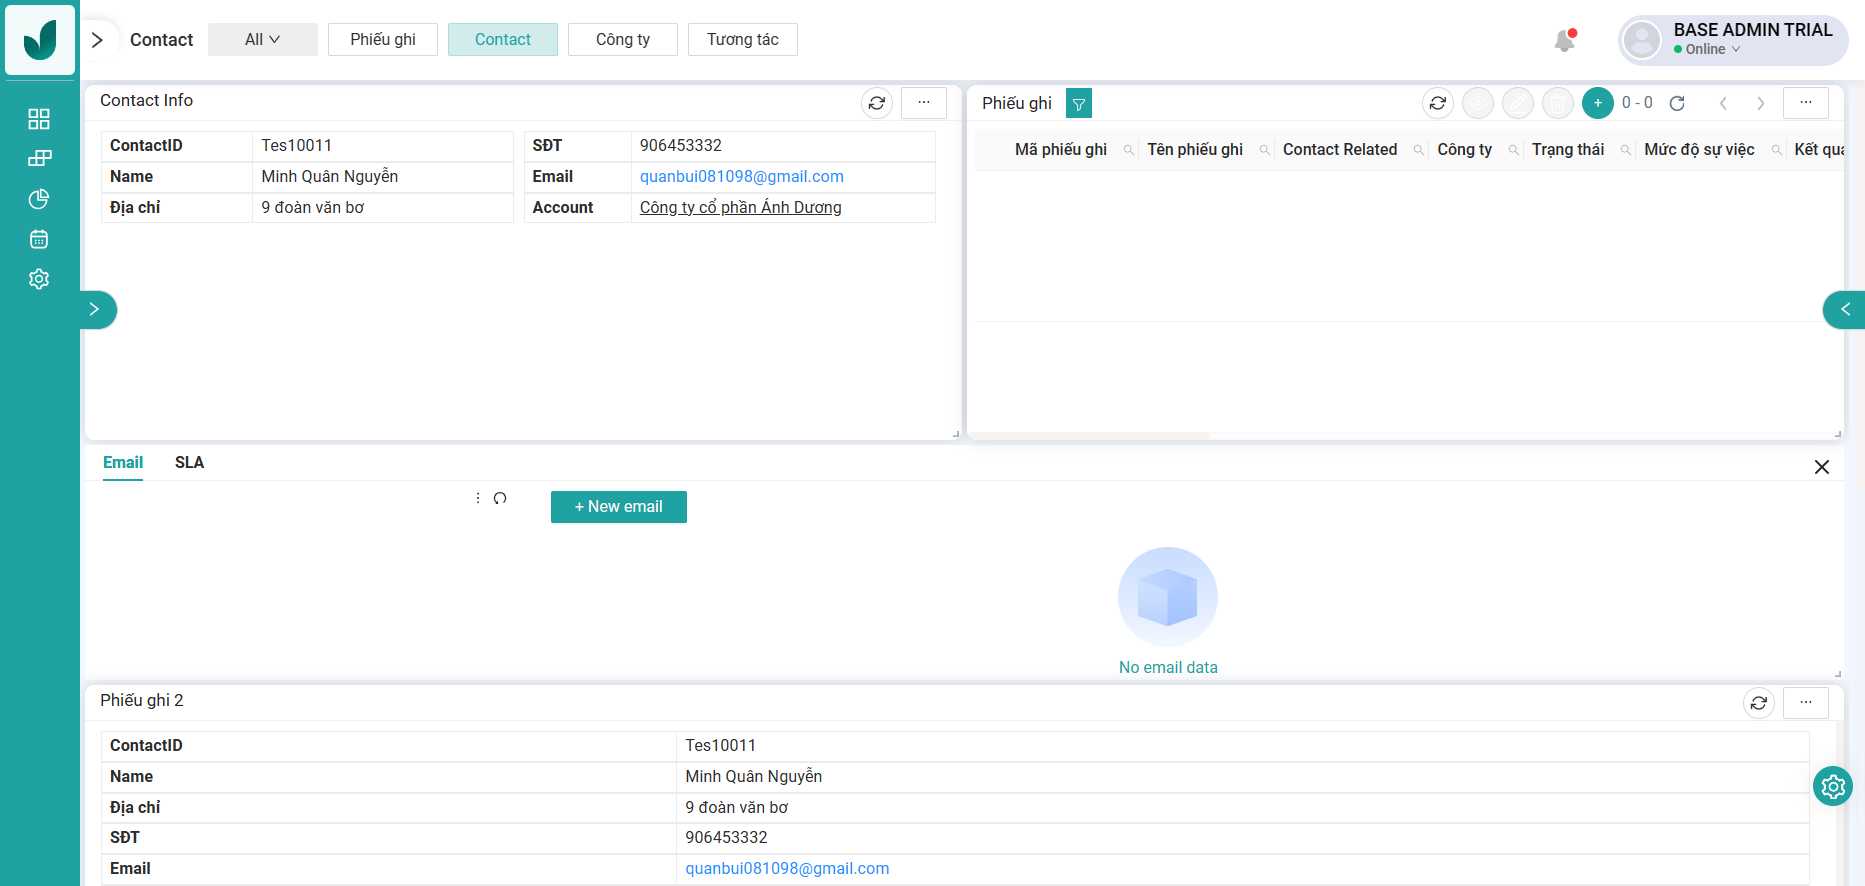 Contact
All
Phiếu ghi
Contact
Công ty
Tương tác
BASE ADMIN TRIAL
Online
Contact Info
ContactID Tes10011
Name Minh Quân Nguyễn
Địa chỉ 9 đoàn văn bơ
SĐT 906453332
Email quanbui081098@gmail.com
Account Công ty cổ phần Ánh Dương
Phiếu ghi
+
0 - 0
Mã phiếu ghi Tên phiếu ghi Contact Related Công ty Trạng thái Mức độ sự việc Kết quả
Email SLA
+ New email
No email data
Phiếu ghi 2
ContactID Tes10011
Name Minh Quân Nguyễn
Địa chỉ 9 đoàn văn bơ
SĐT 906453332
Email quanbui081098@gmail.com